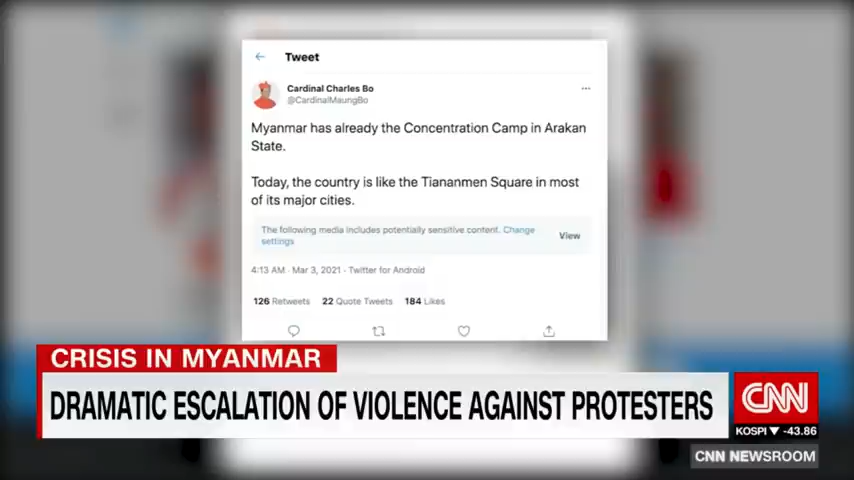 Tweet
Cardinal Charles Bo
@CardinalMaungBo
Myanmar has already the Concentration Camp in Arakan
State.
Today, the country is like the Tiananmen Square in most
of its major cities.
The following media includes potentially sensitive content. Change
settings
View
4:13 AM · Mar 3, 2021 · Twitter for Android
126 Retweets 22 Quote Tweets 184 Likes
CRISIS IN MYANMAR
DRAMATIC ESCALATION OF VIOLENCE AGAINST PROTESTERS
CNN
KOSPI ▼ -43.86
CNN NEWSROOM